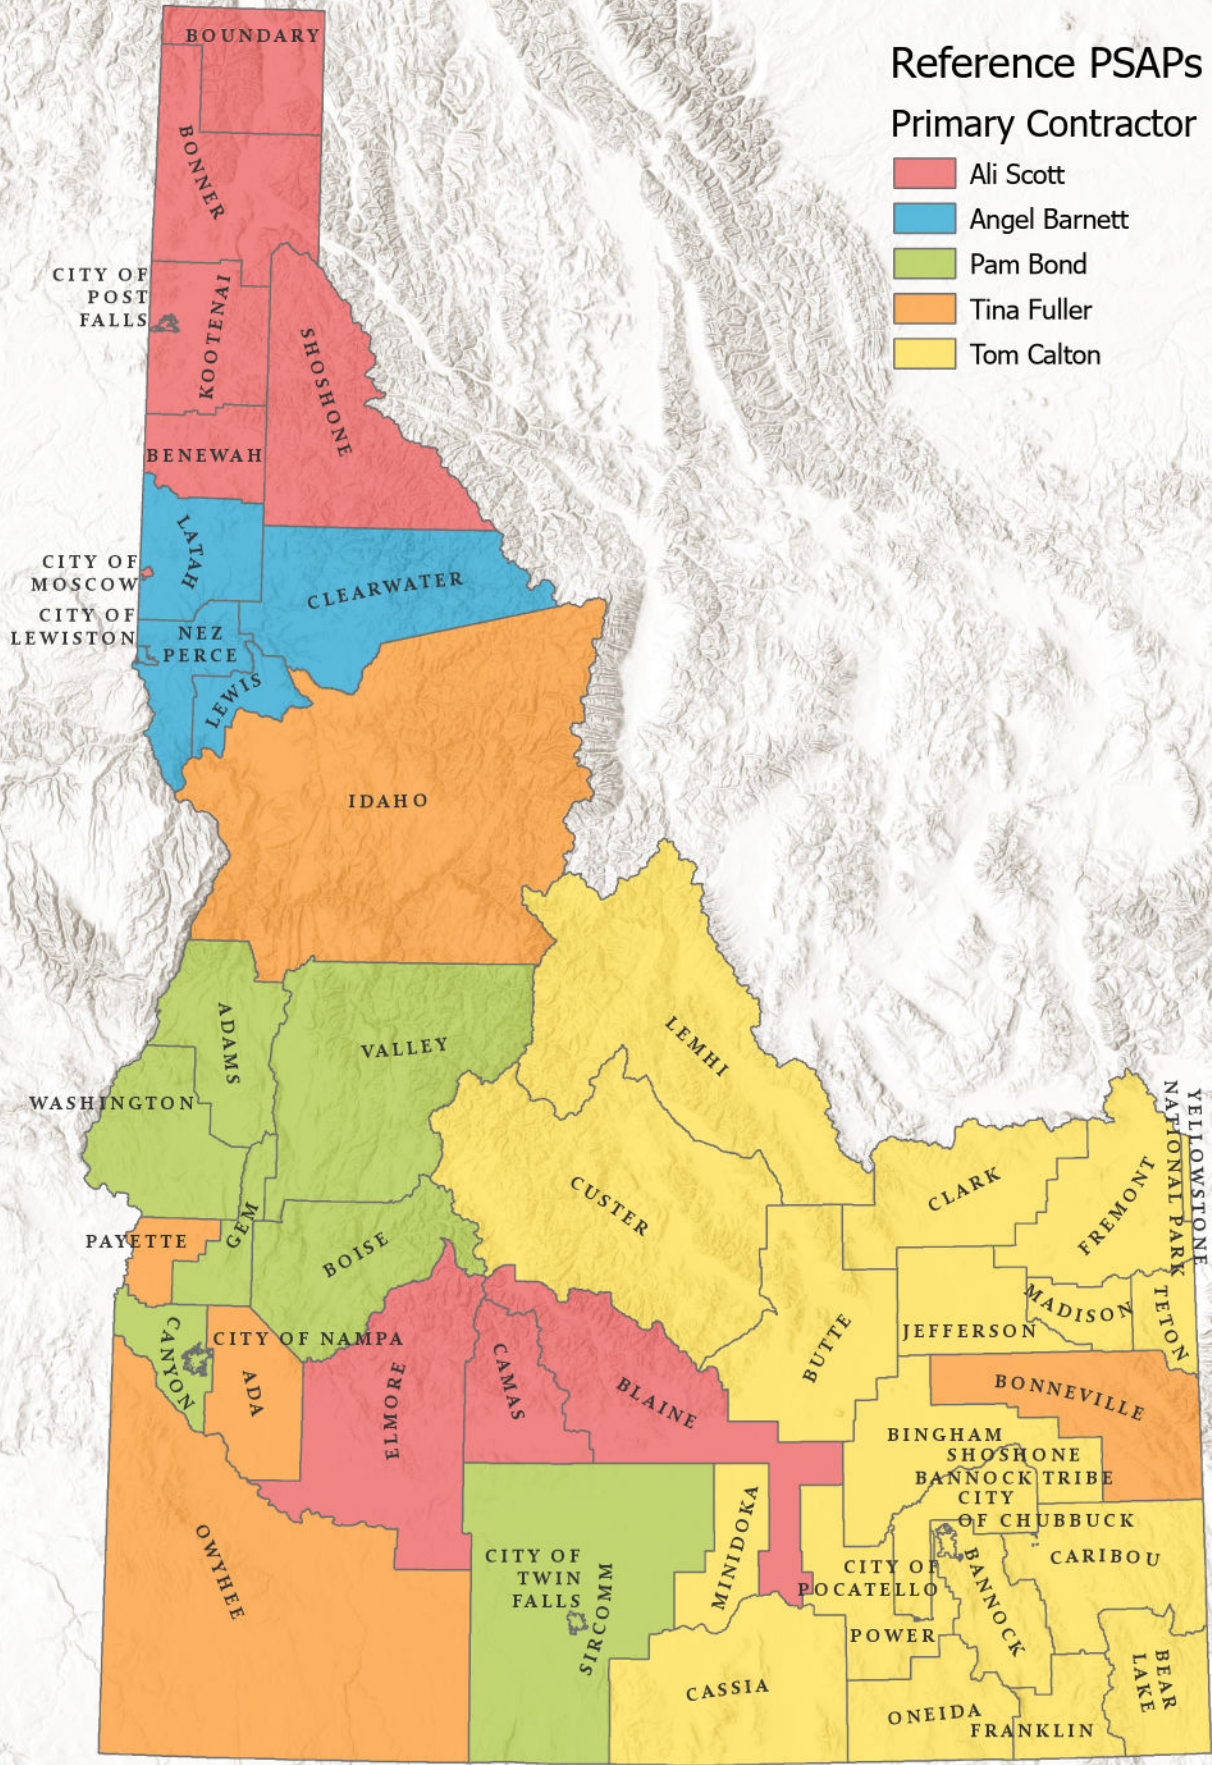 Reference PSAPs
Primary Contractor
Ali Scott
Angel Barnett
Pam Bond
Tina Fuller
Tom Calton
BOUNDARY
BONNER
CITY OF
POST
FALLS
KOOTENAI
SHOSHONE
BENEWAH
LATAH
CITY OF
MOSCOW
CLEARWATER
CITY OF
LEWISTON
NEZ
PERCE
LEWIS
IDAHO
ADAMS
VALLEY
LEMHI
WASHINGTON
YELLOWSTONE
NATIONAL PARK
CUSTER
CLARK
FREMONT
PAYETTE
GEM
BOISE
MADISON
TETON
JEFFERSON
BUTTE
CANYON
CITY OF NAMPA
ADA
ELMORE
CAMAS
BLAINE
BONNEVILLE
BINGHAM
SHOSHONE
BANNOCK TRIBE
CITY
OF CHUBBUCK
OWYHEE
CITY OF
TWIN
FALLS
SIRCOMM
MINIDOKA
CITY OF
POCATELLO
BANNOCK
CARIBOU
POWER
CASSIA
BEAR
LAKE
ONEIDA
FRANKLIN